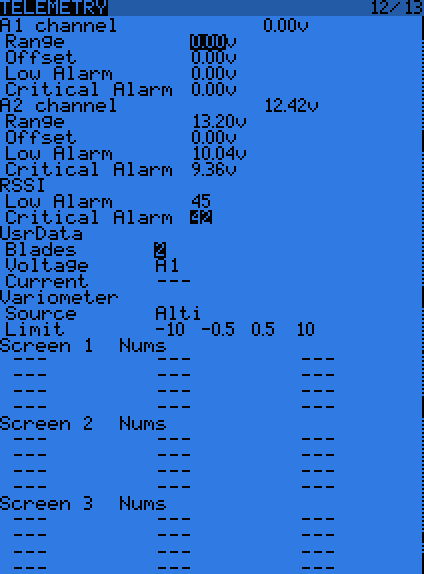 TELEMETRY 12/13
A1 channel 0.00v
Range 0.00v
Offset 0.00v
Low Alarm 0.00v
Critical Alarm 0.00v
A2 channel 12.42v
Range 13.20v
Offset 0.00v
Low Alarm 10.04v
Critical Alarm 9.36v
RSSI
Low Alarm 45
Critical Alarm 42
UsrData
Blades 2
Voltage A1
Current ---
Variometer
Source Alti
Limit -10 -0.5 0.5 10
Screen 1 Nums
--- --- ---
--- --- ---
--- --- ---
--- --- ---
Screen 2 Nums
--- --- ---
--- --- ---
--- --- ---
--- --- ---
Screen 3 Nums
--- --- ---
--- --- ---
--- --- ---
--- --- ---